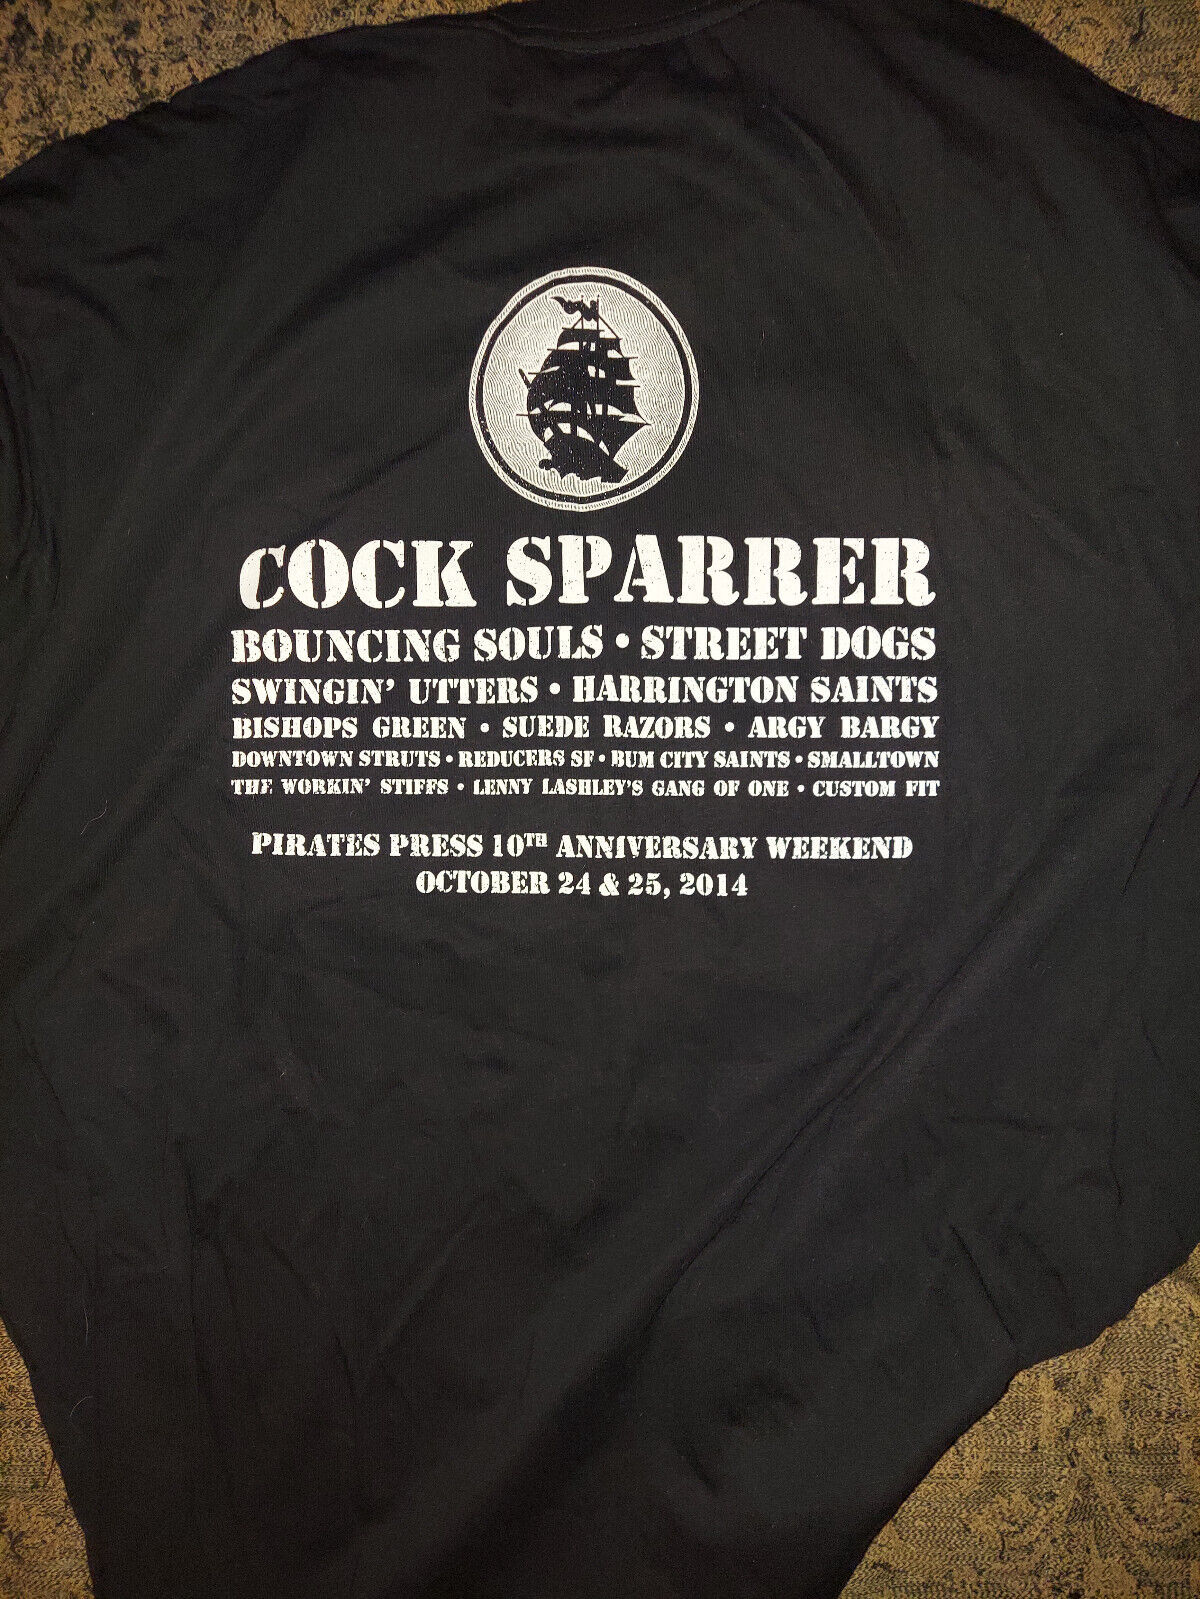 COCK SPARRER
BOUNCING SOULS • STREET DOGS
SWINGIN' UTTERS • HARRINGTON SAINTS
BISHOPS GREEN • SUEDE RAZORS • ARGY BARGY
DOWNTOWN STRUTS • REDUCERS SF • BUM CITY SAINTS • SMALLTOWN
THE WORKIN' STIFFS • LENNY LASHLEY'S GANG OF ONE • CUSTOM FIT
PIRATES PRESS 10TH ANNIVERSARY WEEKEND
OCTOBER 24 & 25, 2014